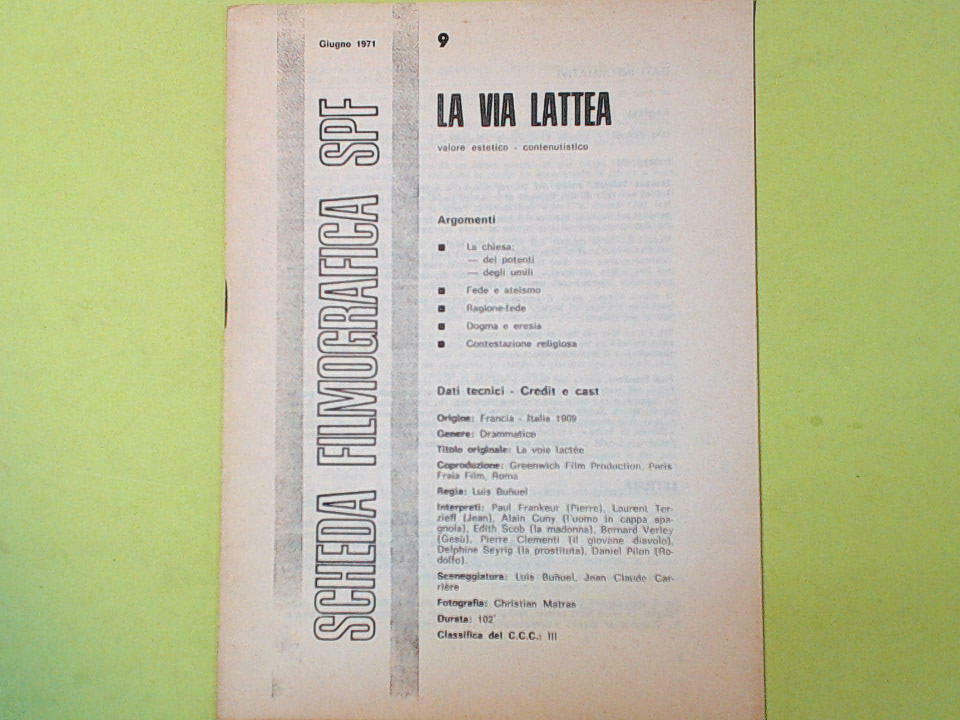 Giugno 1971
9
SCHEDA FILMOGRAFICA SPF
LA VIA LATTEA
valore estetico - contenutistico
Argomenti
■ La chiesa:
— dei potenti
— degli umili
■ Fede e ateismo
■ Ragione-fede
■ Dogma e eresia
■ Contestazione religiosa
Dati tecnici - Credit e cast
Origine: Francia - Italia 1969
Genere: Drammatico
Titolo originale: La voie lactée
Coproduzione: Greenwich Film Production, Paris
Fraia Film, Roma
Regia: Luis Buñuel
Interpreti: Paul Frankeur (Pierre), Laurent Ter-
zieff (Jean), Alain Cuny (l'uomo in cappa spa-
gnola), Edith Scob (la madonna), Bernard Verley
(Gesù), Pierre Clementi (il giovane diavolo),
Delphine Seyrig (la prostituta), Daniel Pilon (Ro-
dolfo).
Sceneggiatura: Luis Buñuel, Jean Claude Car-
rière
Fotografia: Christian Matras
Durata: 102'
Classifica del C.C.C.: III